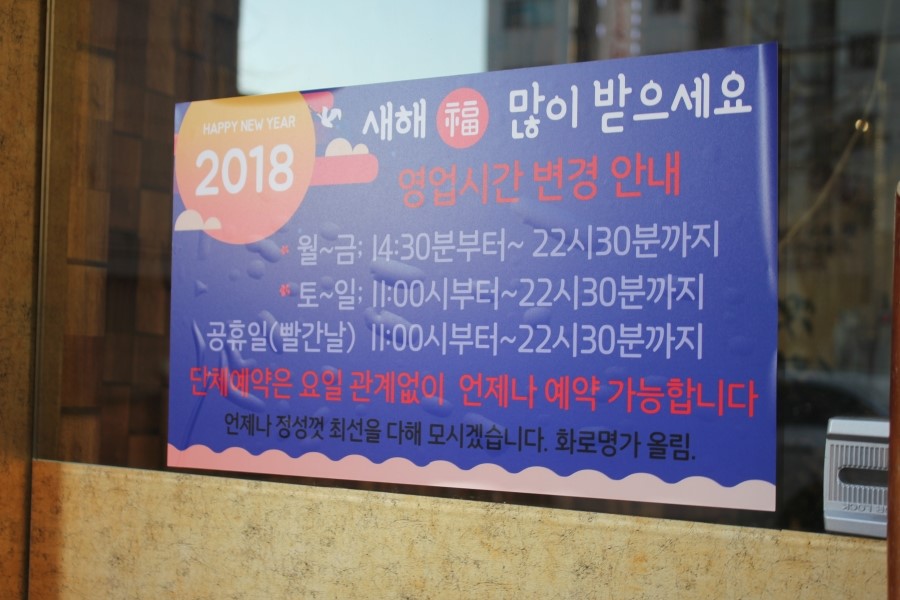 HAPPY NEW YEAR
2018
새해 福 많이 받으세요
영업시간 변경 안내
* 월~금; 14:30분부터~ 22시30분까지
* 토~일; 11:00시부터~22시30분까지
공휴일(빨간날) 11:00시부터~22시30분까지
단체예약은 요일 관계없이 언제나 예약 가능합니다
언제나 정성껏 최선을 다해 모시겠습니다. 화로명가 올림.